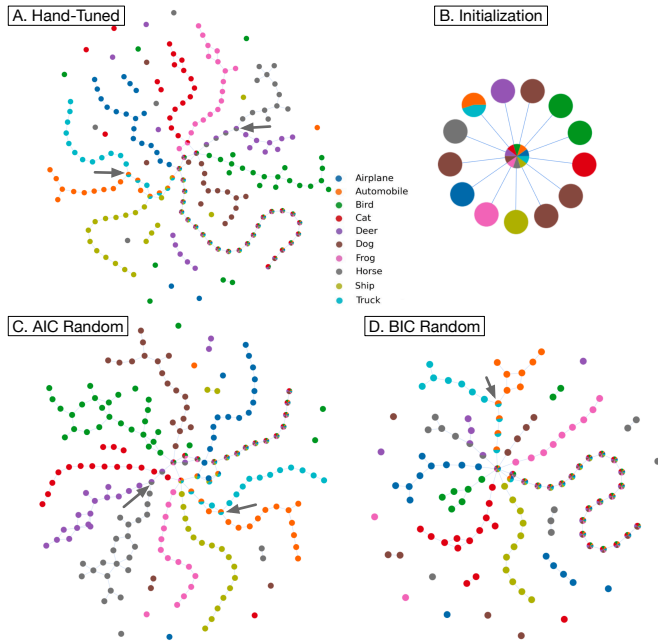 A. Hand-Tuned
B. Initialization
Airplane
Automobile
Bird
Cat
Deer
Dog
Frog
Horse
Ship
Truck
C. AIC Random
D. BIC Random